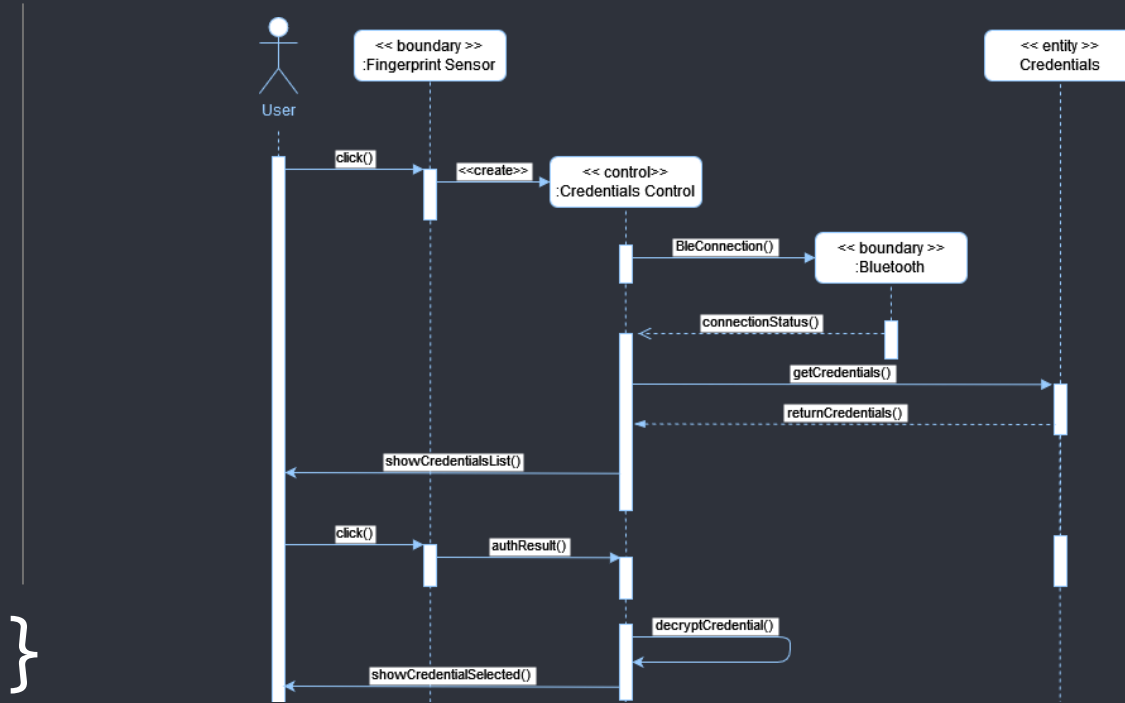 << boundary >>
:Fingerprint Sensor
<< entity >>
Credentials
User
click()
<<create>>
<< control>>
:Credentials Control
BleConnection()
<< boundary >>
:Bluetooth
connectionStatus()
getCredentials()
returnCredentials()
showCredentialsList()
click()
authResult()
decryptCredential()
showCredentialSelected()
}